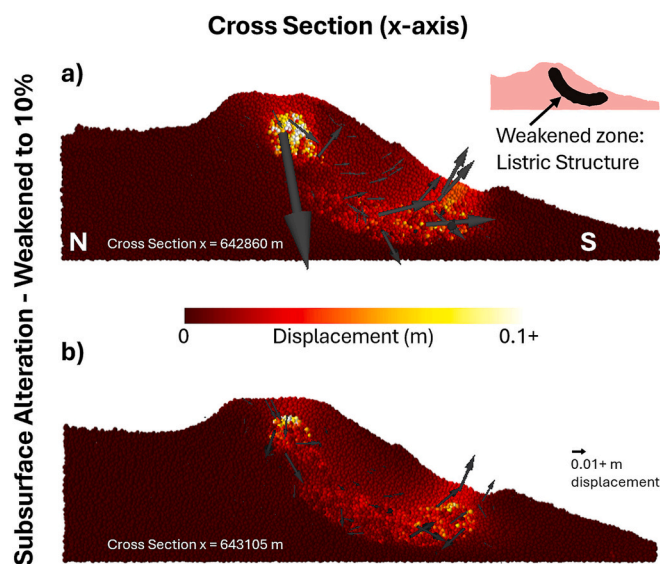 Cross Section (x-axis)
Subsurface Alteration - Weakened to 10%
a)
Weakened zone:
Listric Structure
N
Cross Section x = 642860 m
S
0
Displacement (m)
0.1+
b)
0.01+ m
displacement
Cross Section x = 643105 m